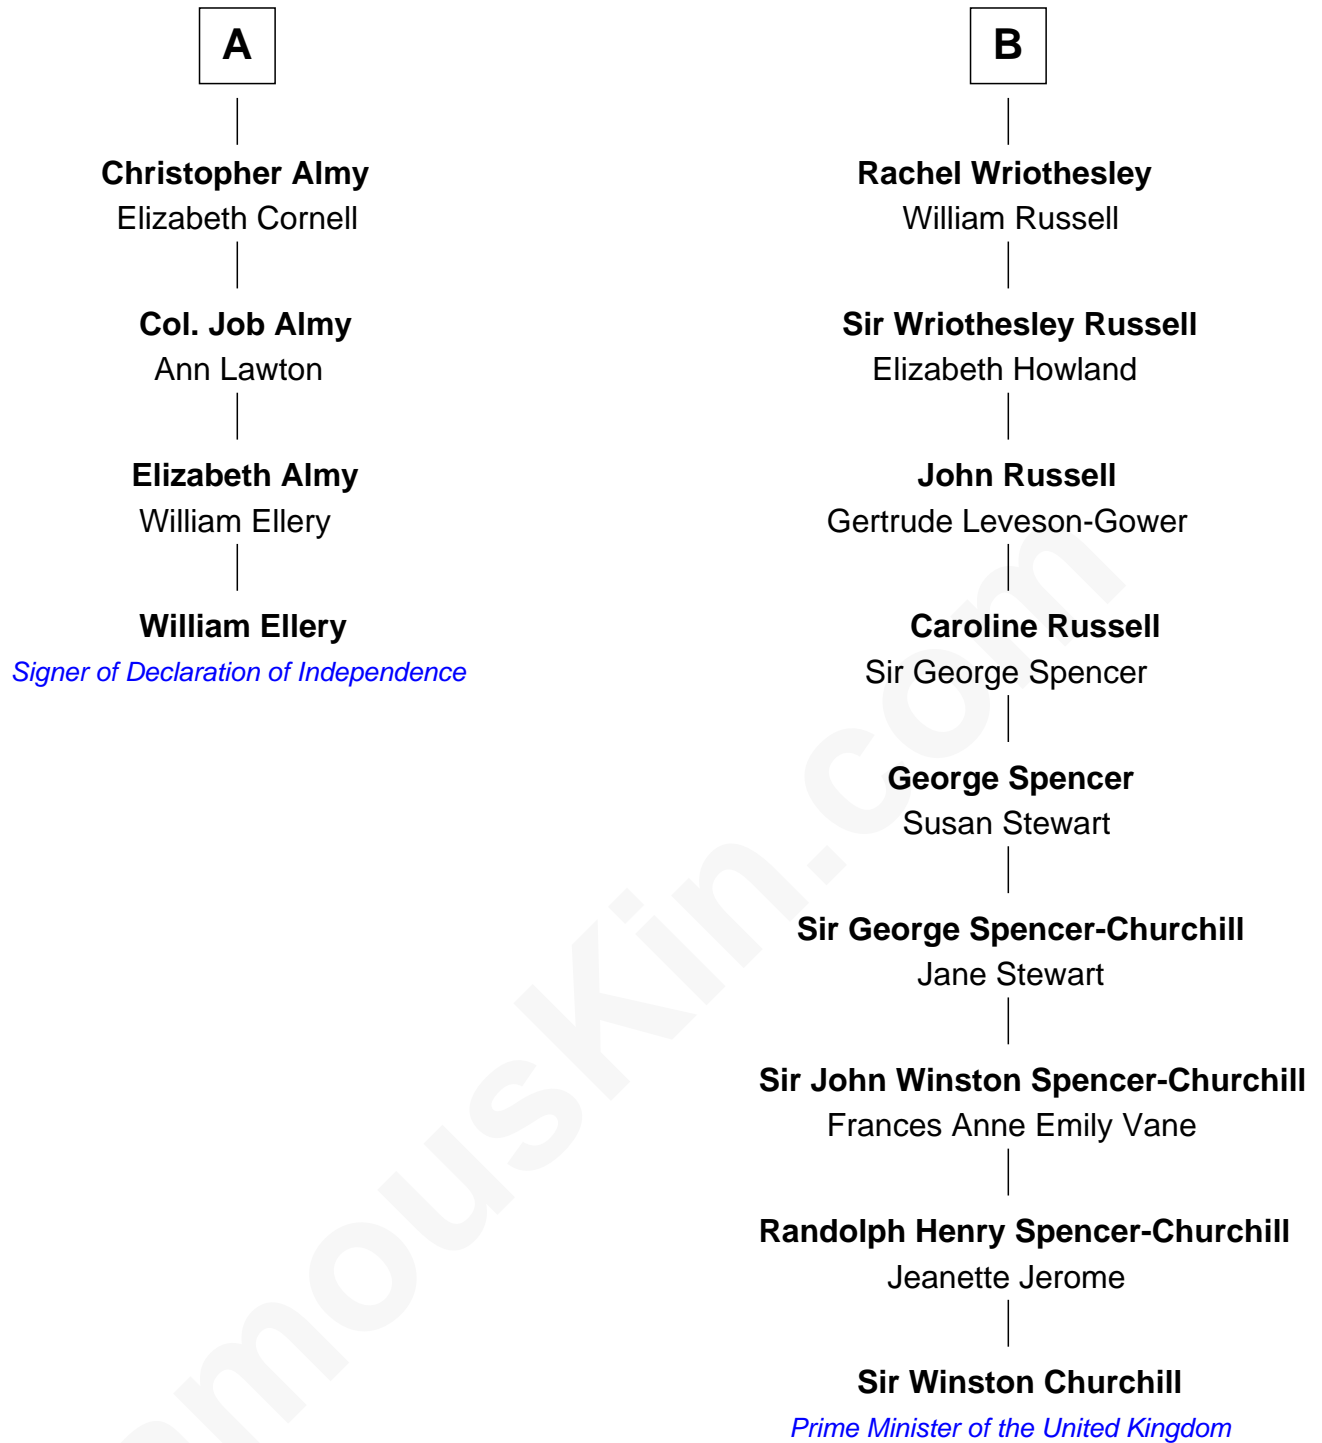 A
Christopher Almy
Elizabeth Cornell
Col. Job Almy
Ann Lawton
Elizabeth Almy
William Ellery
William Ellery
Signer of Declaration of Independence
B
Rachel Wriothesley
William Russell
Sir Wriothesley Russell
Elizabeth Howland
John Russell
Gertrude Leveson-Gower
Caroline Russell
Sir George Spencer
George Spencer
Susan Stewart
Sir George Spencer-Churchill
Jane Stewart
Sir John Winston Spencer-Churchill
Frances Anne Emily Vane
Randolph Henry Spencer-Churchill
Jeanette Jerome
Sir Winston Churchill
Prime Minister of the United Kingdom
amouskin.com